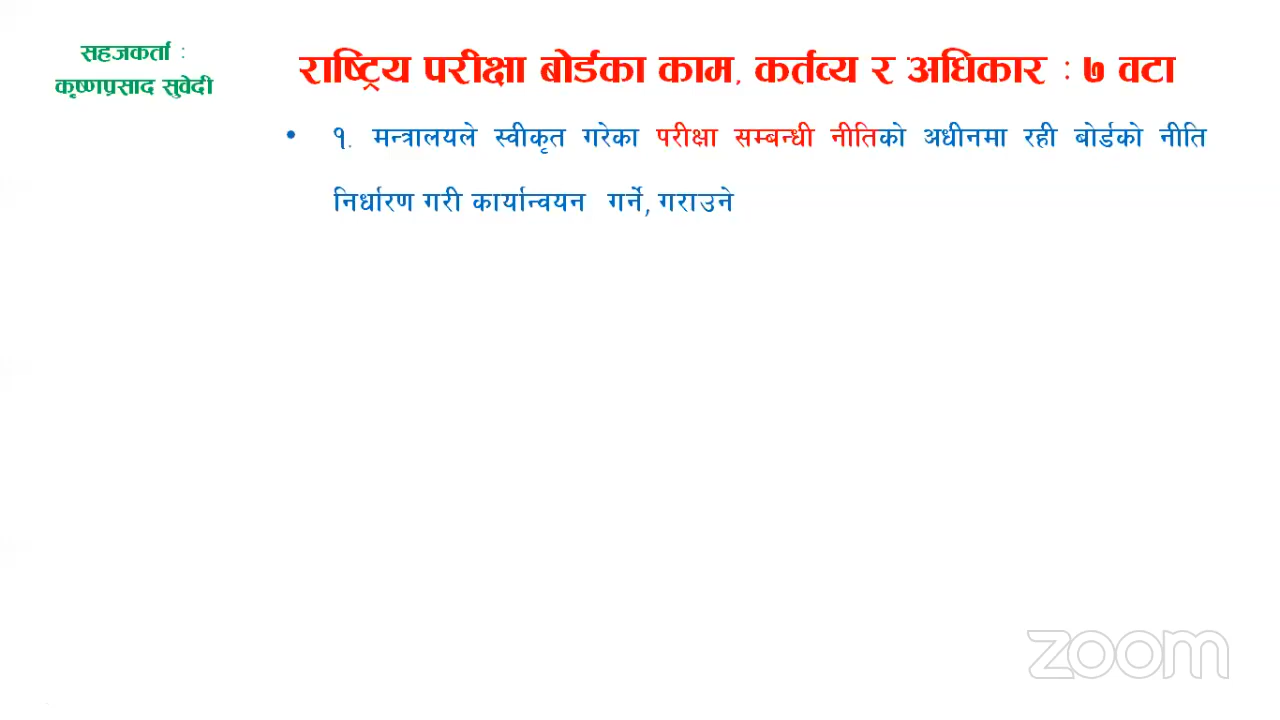 सहजकर्ता :
कृष्णप्रसाद सुवेदी
राष्ट्रिय परीक्षा बोर्डका काम, कर्तव्य र अधिकार : ७ वटा
• १. मन्त्रालयले स्वीकृत गरेका परीक्षा सम्बन्धी नीतिको अधीनमा रही बोर्डको नीति
निर्धारण गरी कार्यान्वयन गर्ने, गराउने
zoom